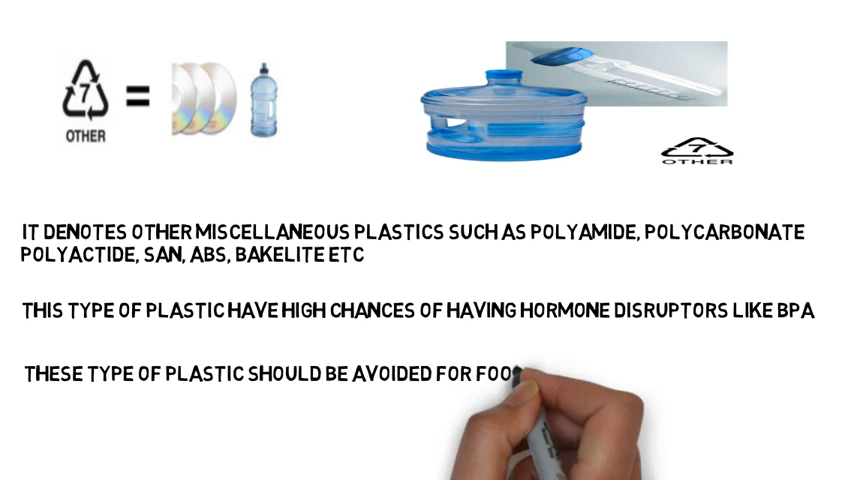 7
OTHER
7
OTHER
IT DENOTES OTHER MISCELLANEOUS PLASTICS SUCH AS POLYAMIDE, POLYCARBONATE
POLYACTIDE, SAN, ABS, BAKELITE ETC
THIS TYPE OF PLASTIC HAVE HIGH CHANCES OF HAVING HORMONE DISRUPTORS LIKE BPA
THESE TYPE OF PLASTIC SHOULD BE AVOIDED FOR FOO